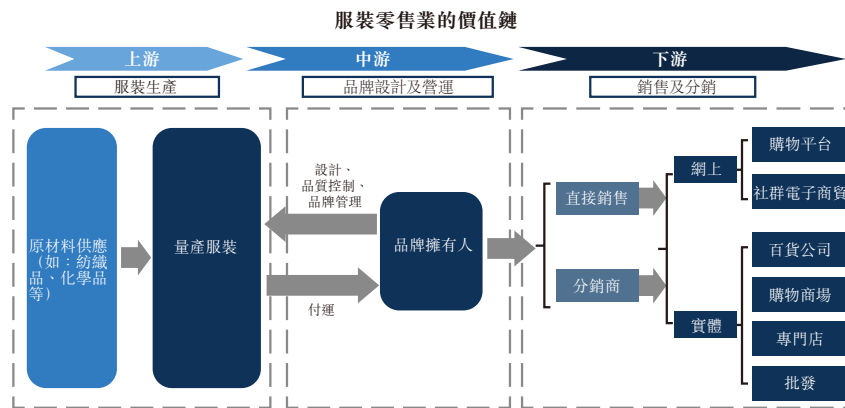 服裝零售業的價值鏈
上游
中游
下游
服裝生產
品牌設計及營運
銷售及分銷
原材料供應
（如：紡織
品、化學品
等）
量產服裝
設計、
品質控制、
品牌管理
付運
品牌擁有人
直接銷售
分銷商
網上
實體
購物平台
社群電子商貿
百貨公司
購物商場
專門店
批發